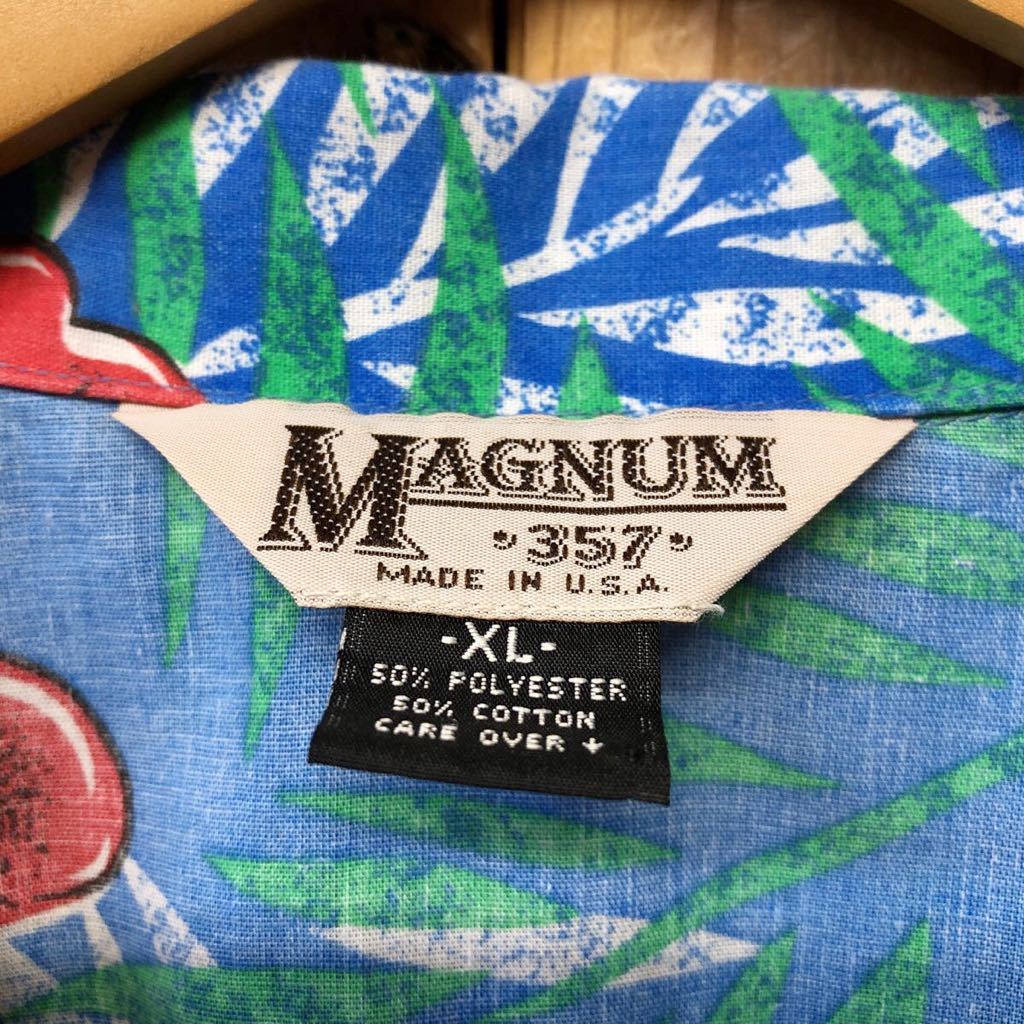 MAGNUM
·357·
MADE IN U.S.A.
-XL-
50% POLYESTER
50% COTTON
CARE OVER ↓